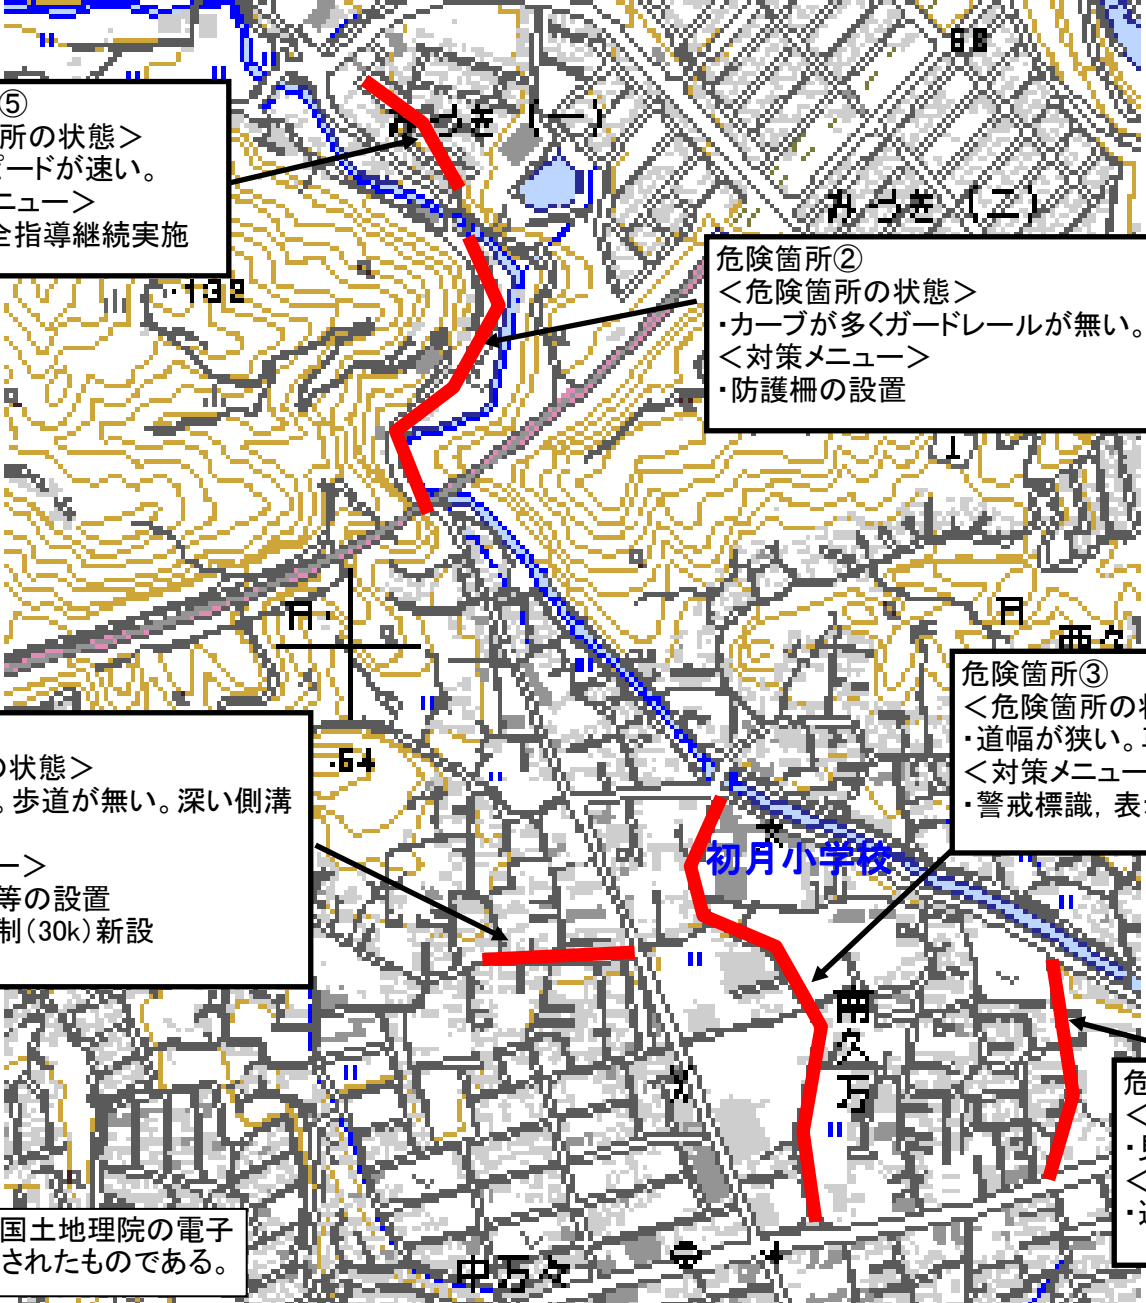 68
みづき(一)
⑤
所の状態>
ピードが速い。
ニュー>
全指導継続実施
みづき(二)
・132
危険箇所②
<危険箇所の状態>
・カーブが多くガードレールが無い。
<対策メニュー>
・防護柵の設置
西久
危険箇所③
<危険箇所の
・道幅が狭い。
<対策メニュー
・警戒標識, 表
の状態>
。歩道が無い。深い側溝
ー>
等の設置
制(30k)新設
・64
初月小学校
南久万
危
<
・
<
国土地理院の電子
されたものである。
中万々